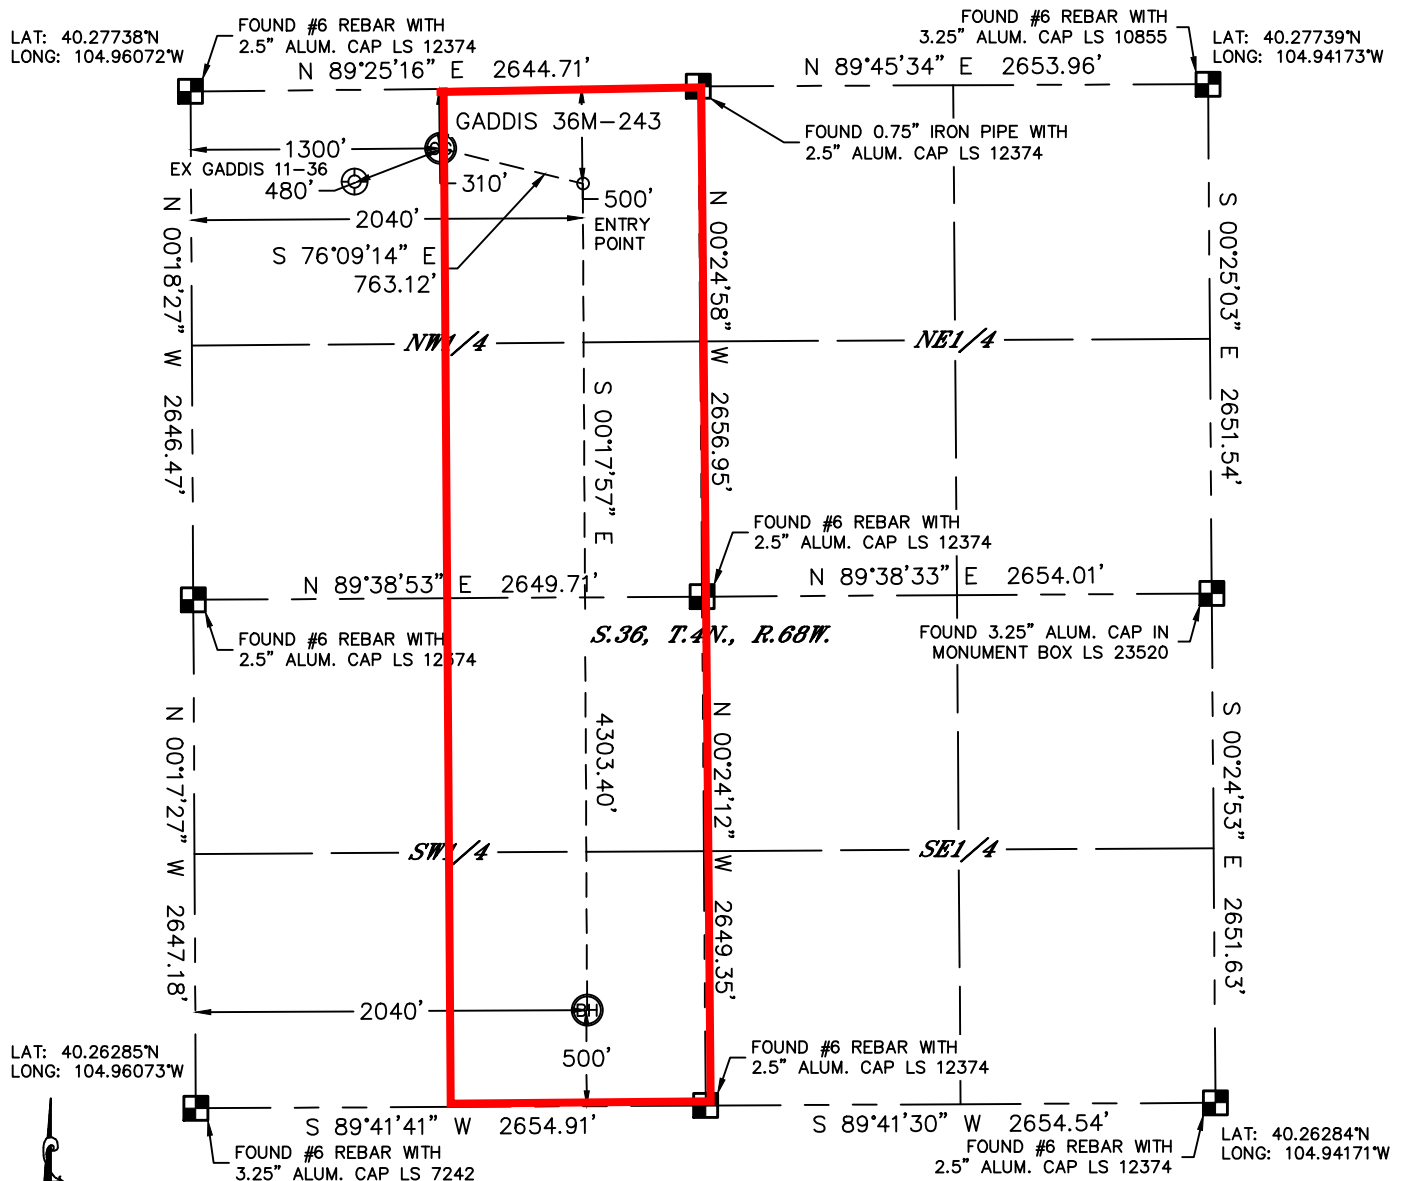 LAT: 40.27738°N
LONG: 104.96072°W
FOUND #6 REBAR WITH
2.5” ALUM. CAP LS 12374
FOUND #6 REBAR WITH
3.25” ALUM. CAP LS 10855
LAT: 40.27739°N
LONG: 104.94173°W
N 89°25'16” E 2644.71'
N 89°45'34” E 2653.96'
GADDIS 36M-243
FOUND 0.75” IRON PIPE WITH
2.5” ALUM. CAP LS 12374
1300'
EX GADDIS 11-36
480'
310'
500'
ENTRY
POINT
2040'
S 76°09'14” E
763.12'
N 00°18'27” W 2646.47'
N 00°24'58” W 2656.95'
S 00°25'03” E 2651.54'
NW1/4
NE1/4
S 00°17'57” E
4303.40'
FOUND #6 REBAR WITH
2.5” ALUM. CAP LS 12374
N 89°38'53” E 2649.71'
N 89°38'33” E 2654.01'
S.36, T.4N., R.68W.
FOUND #6 REBAR WITH
2.5” ALUM. CAP LS 12374
FOUND 3.25” ALUM. CAP IN
MONUMENT BOX LS 23520
N 00°17'27” W 2647.18'
N 00°24'12” W 2649.35'
S 00°24'53” E 2651.63'
SW1/4
SE1/4
2040'
BH
500'
LAT: 40.26285°N
LONG: 104.96073°W
FOUND #6 REBAR WITH
2.5” ALUM. CAP LS 12374
S 89°41'41” W 2654.91'
S 89°41'30” W 2654.54'
FOUND #6 REBAR WITH
3.25” ALUM. CAP LS 7242
FOUND #6 REBAR WITH
2.5” ALUM. CAP LS 12374
LAT: 40.26284°N
LONG: 104.94171°W